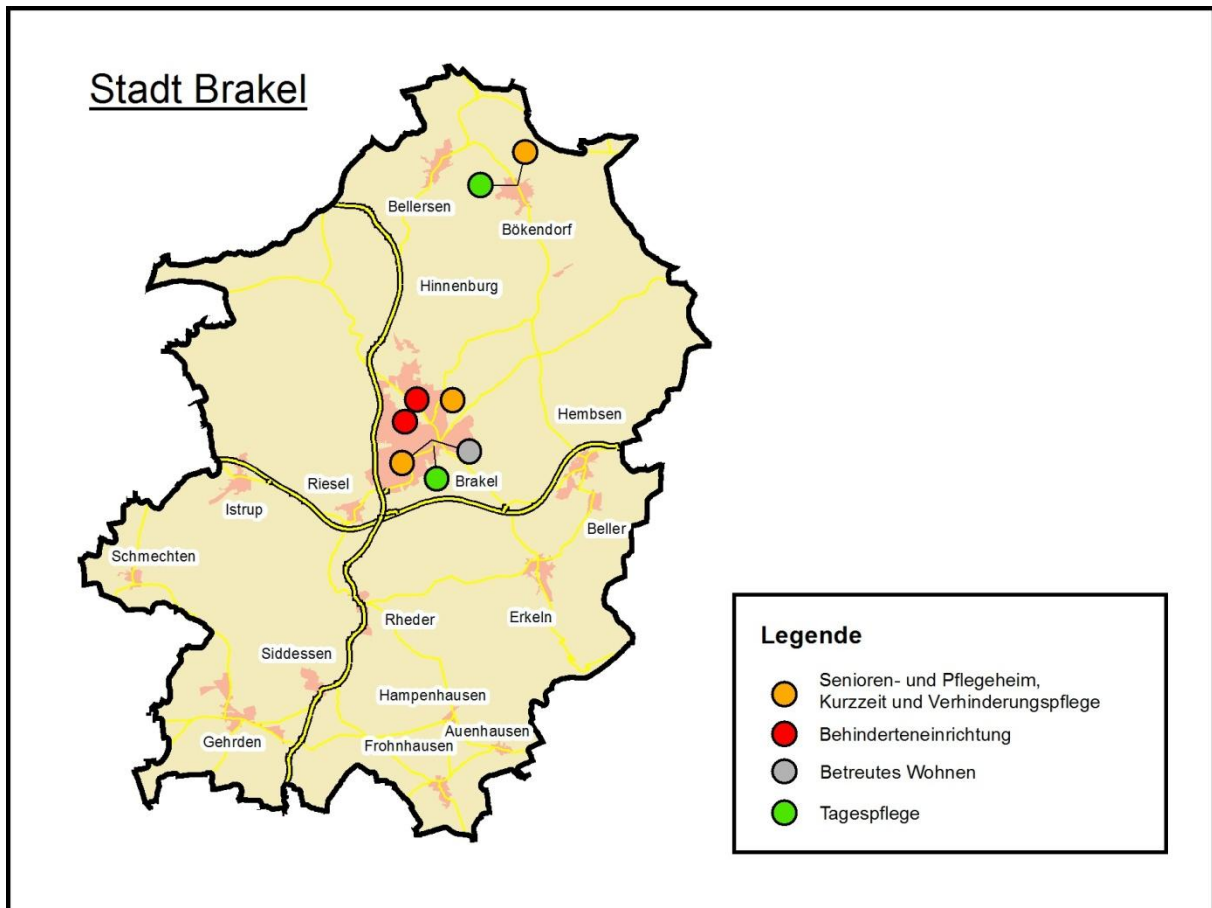 Stadt Brakel
Bellersen
Bökendorf
Hinnenburg
Hembsen
Riesel
Brakel
Istrup
Beller
Schmechten
Rheder
Erkeln
Siddessen
Hampenhausen
Auenhausen
Gehrden
Frohnhausen
Legende
Senioren- und Pflegeheim,
Kurzzeit und Verhinderungspflege
Behinderteneinrichtung
Betreutes Wohnen
Tagespflege